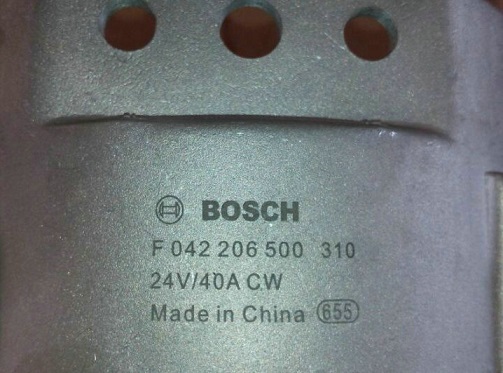 BOSCH
F 042 206 500 310
24V/40A CW
Made in China 655